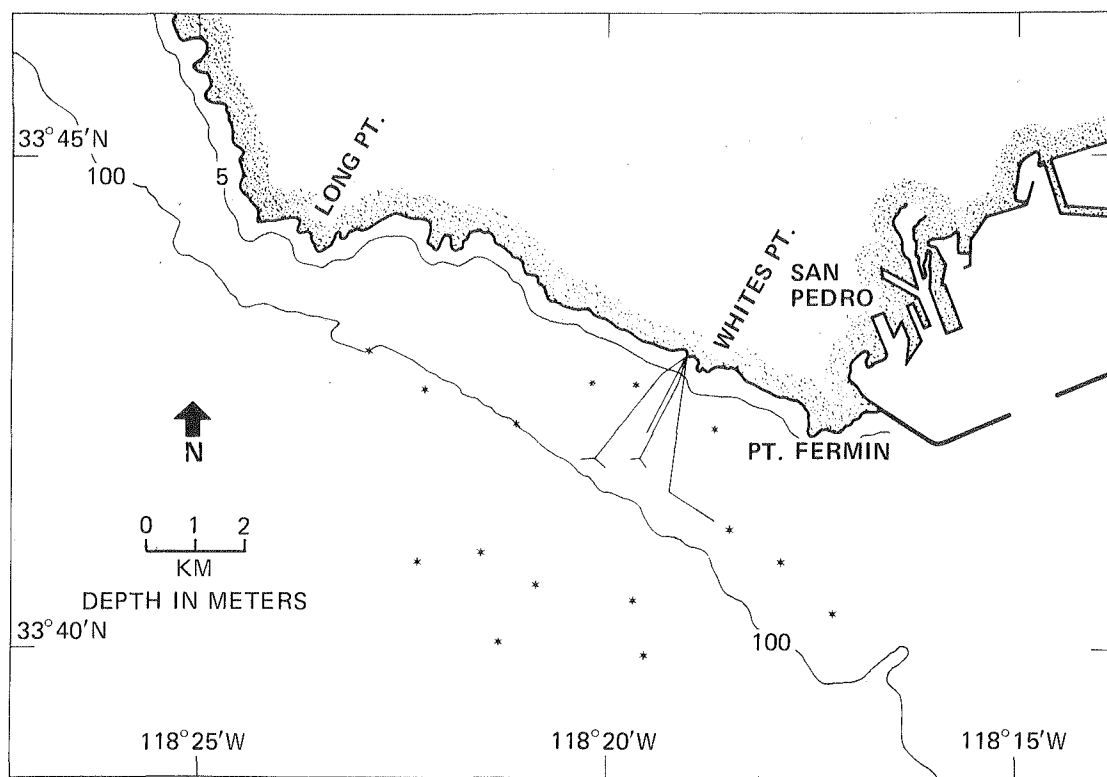 33°45'N
100
5
LONG PT.
WHITES PT.
SAN
PEDRO
N
PT. FERMIN
0 1 2
KM
DEPTH IN METERS
33°40'N
100
118°25'W
118°20'W
118°15'W